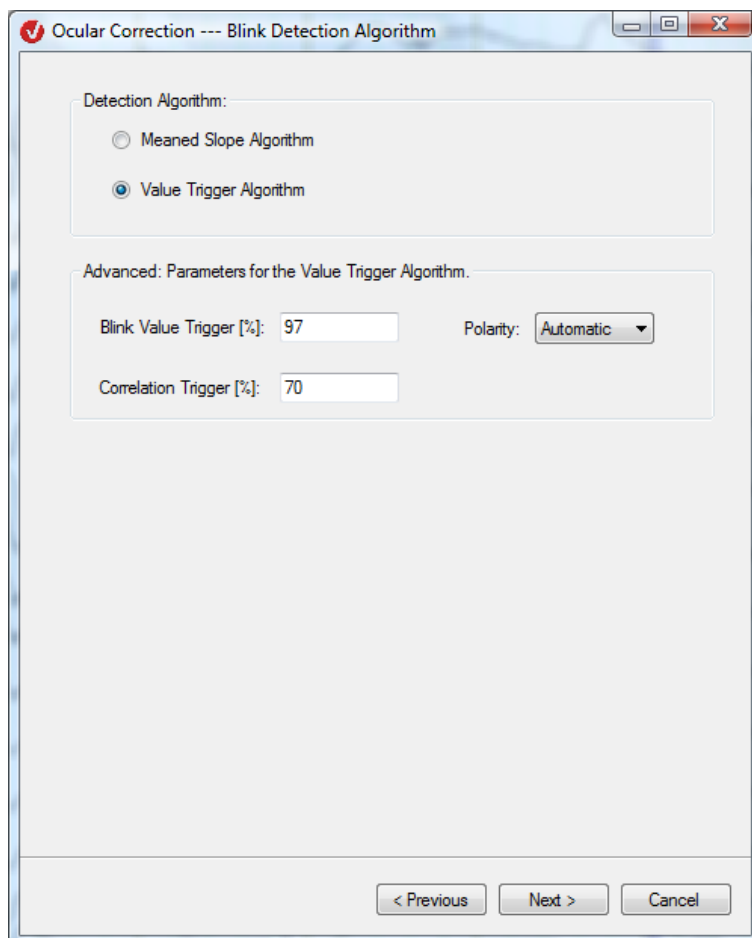 Ocular Correction --- Blink Detection Algorithm
Detection Algorithm:
Meaned Slope Algorithm
Value Trigger Algorithm
Advanced: Parameters for the Value Trigger Algorithm.
Blink Value Trigger [%]: 97 Polarity: Automatic
Correlation Trigger [%]: 70
< Previous Next > Cancel